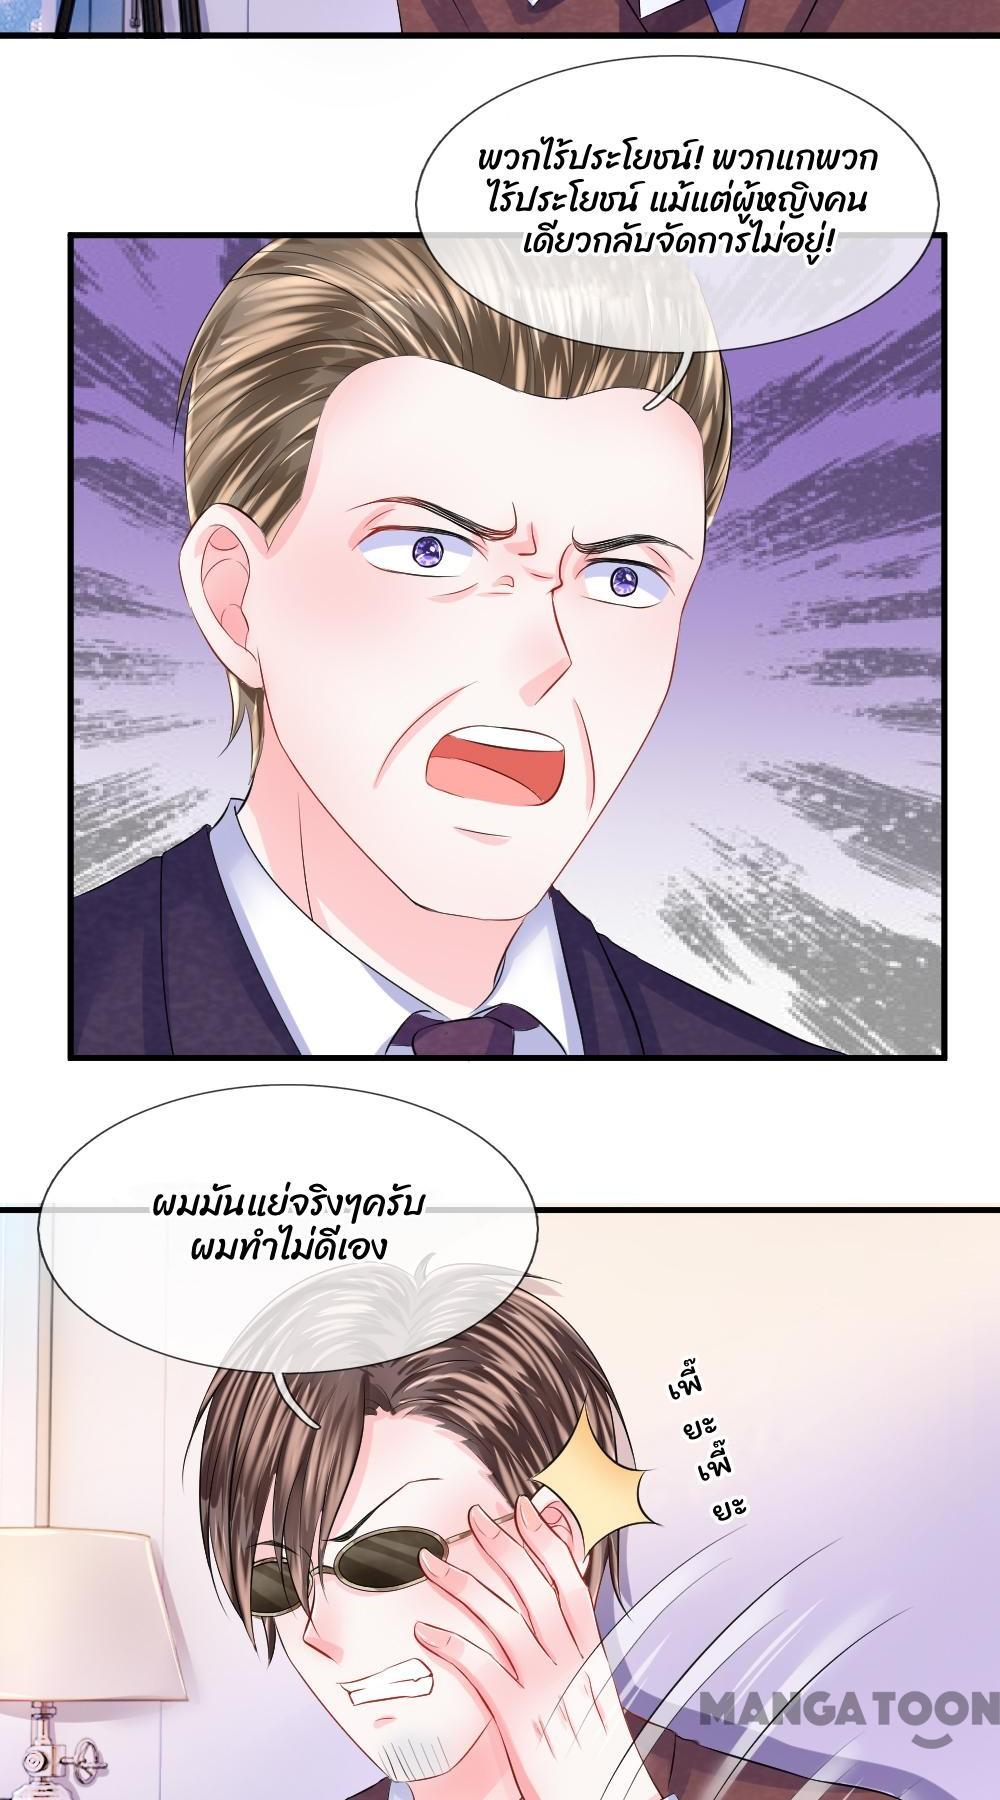 พวกไร้ประโยชน์! พวกแกพวก
ไร้ประโยชน์ แม้แต่ผู้หญิงคน
เดียวกลับจัดการไม่อยู่!
ผมมันแย่จริงๆครับ
ผมทำไม่ดีเอง
เพี๊
ยะ
เพี๊
ยะ
MANGATOON